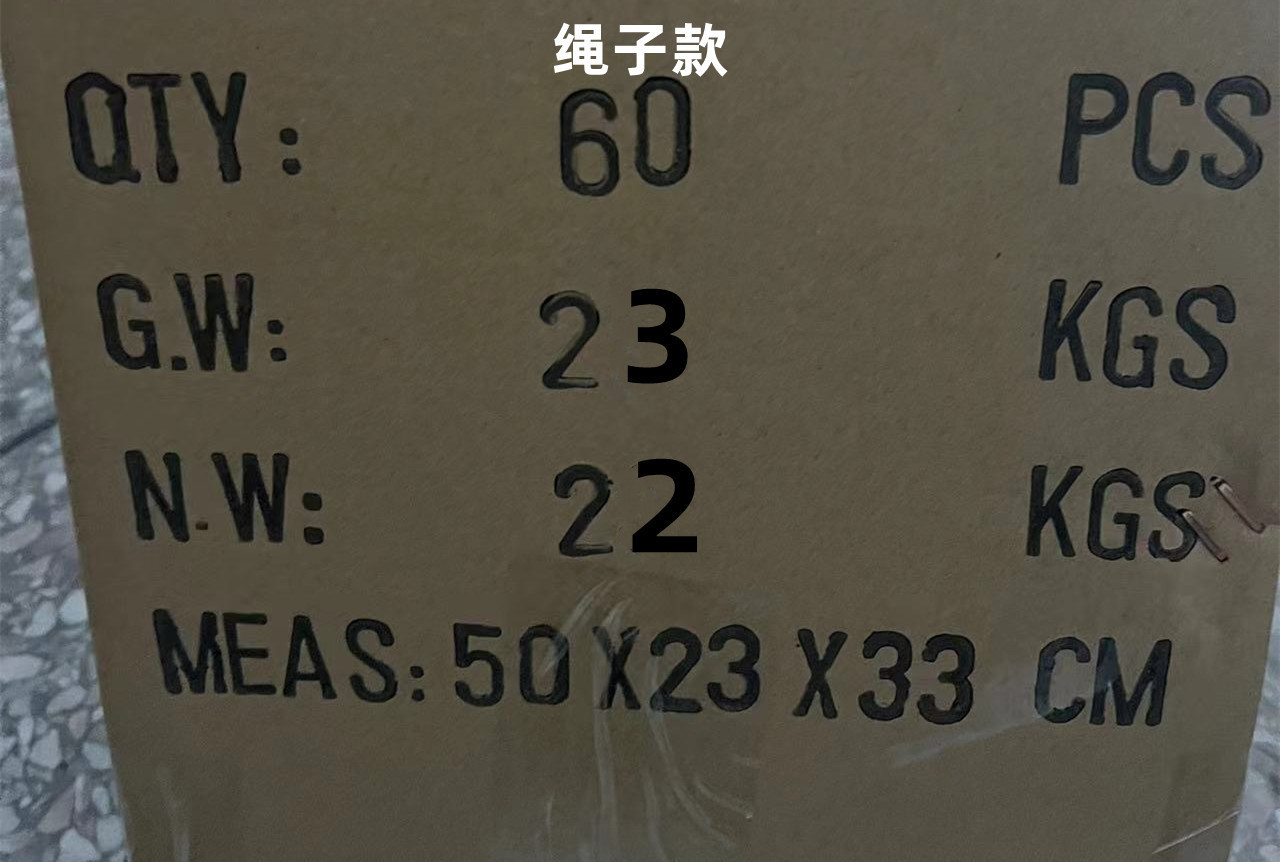 绳子款
QTY: 60 PCS
G.W: 23 KGS
N.W: 22 KGS
MEAS: 50X23X33 CM